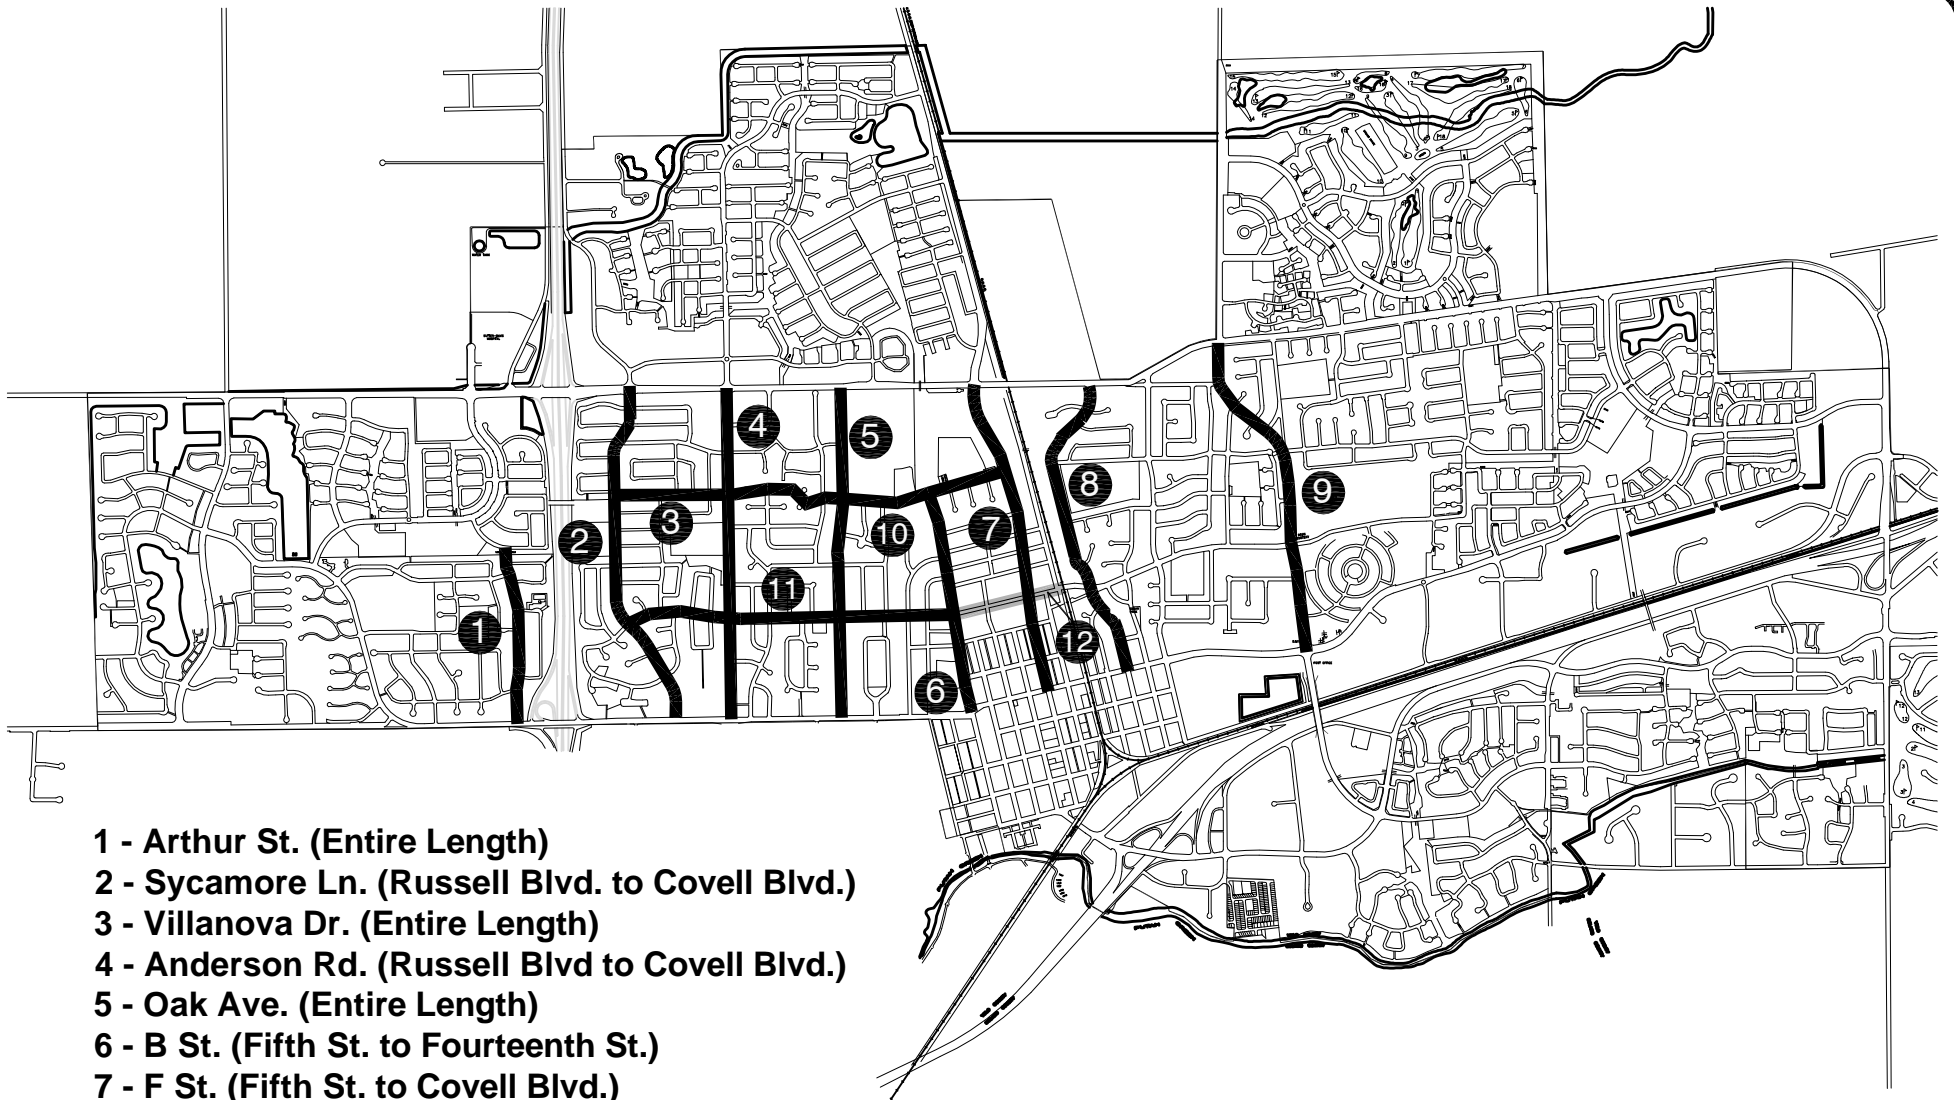 4
5
8
9
2
3
10
7
11
1
12
6
1 - Arthur St. (Entire Length)
2 - Sycamore Ln. (Russell Blvd. to Covell Blvd.)
3 - Villanova Dr. (Entire Length)
4 - Anderson Rd. (Russell Blvd to Covell Blvd.)
5 - Oak Ave. (Entire Length)
6 - B St. (Fifth St. to Fourteenth St.)
7 - F St. (Fifth St. to Covell Blvd.)